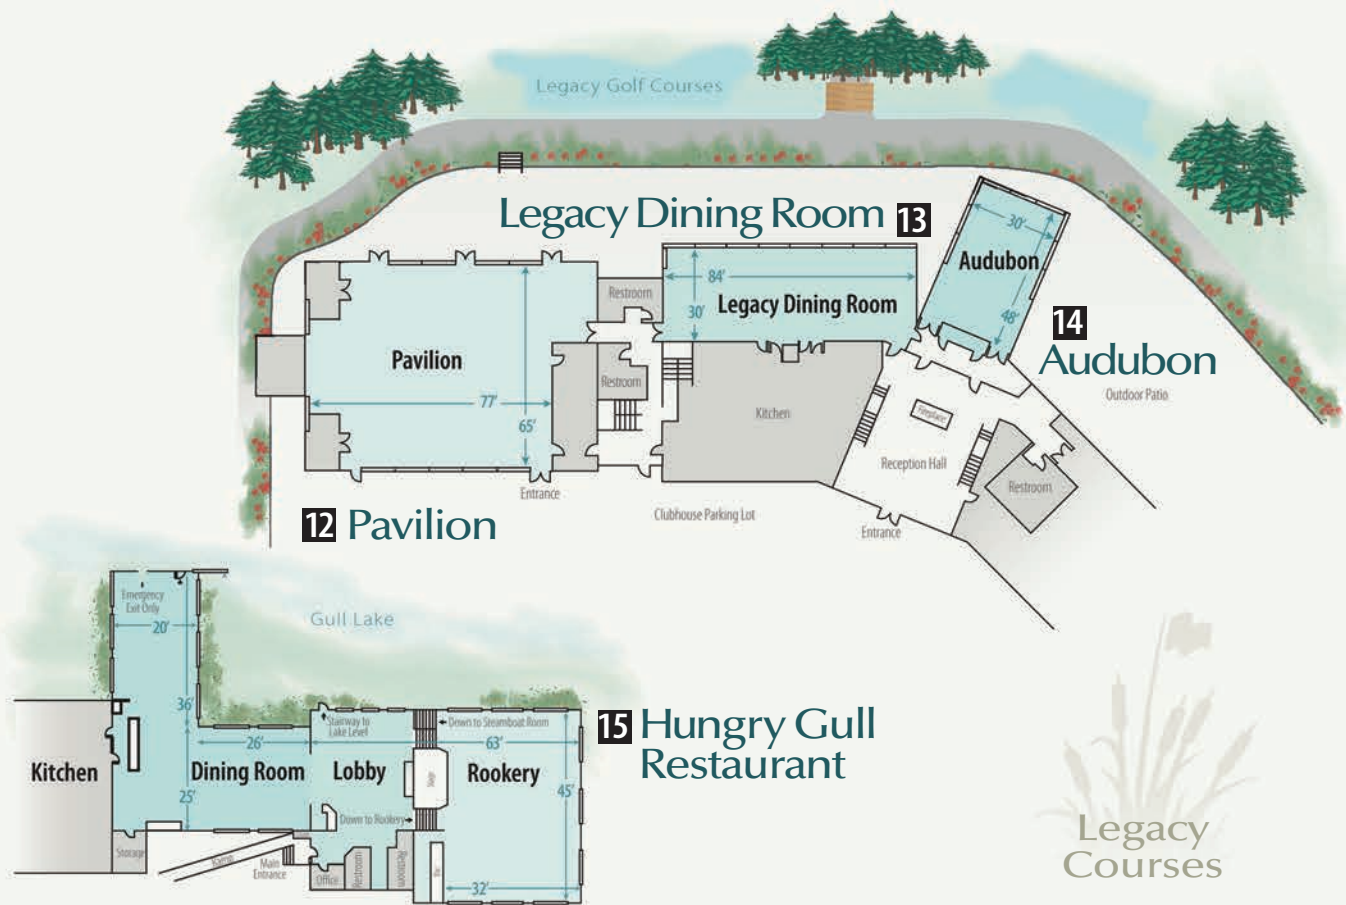 Legacy Golf Courses
Legacy Dining Room 13
30'
Audubon
48'
14
Audubon
Outdoor Patio
Restroom
84'
30'
Legacy Dining Room
Pavilion
77'
65'
Restroom
Kitchen
Fireplace
Reception Hall
Restroom
Entrance
Clubhouse Parking Lot
Entrance
12 Pavilion
Emergency
Exit Only
20'
Gull Lake
36'
Stairway to
Lake Level
Down to Steamboat Room
15 Hungry Gull
Restaurant
26'
63'
Kitchen
Dining Room
Lobby
Stage
Rookery
25'
45'
Down to Rookery
Storage
Ramp
Main
Entrance
Office
Restroom
Restroom
Bar
32'
Legacy
Courses